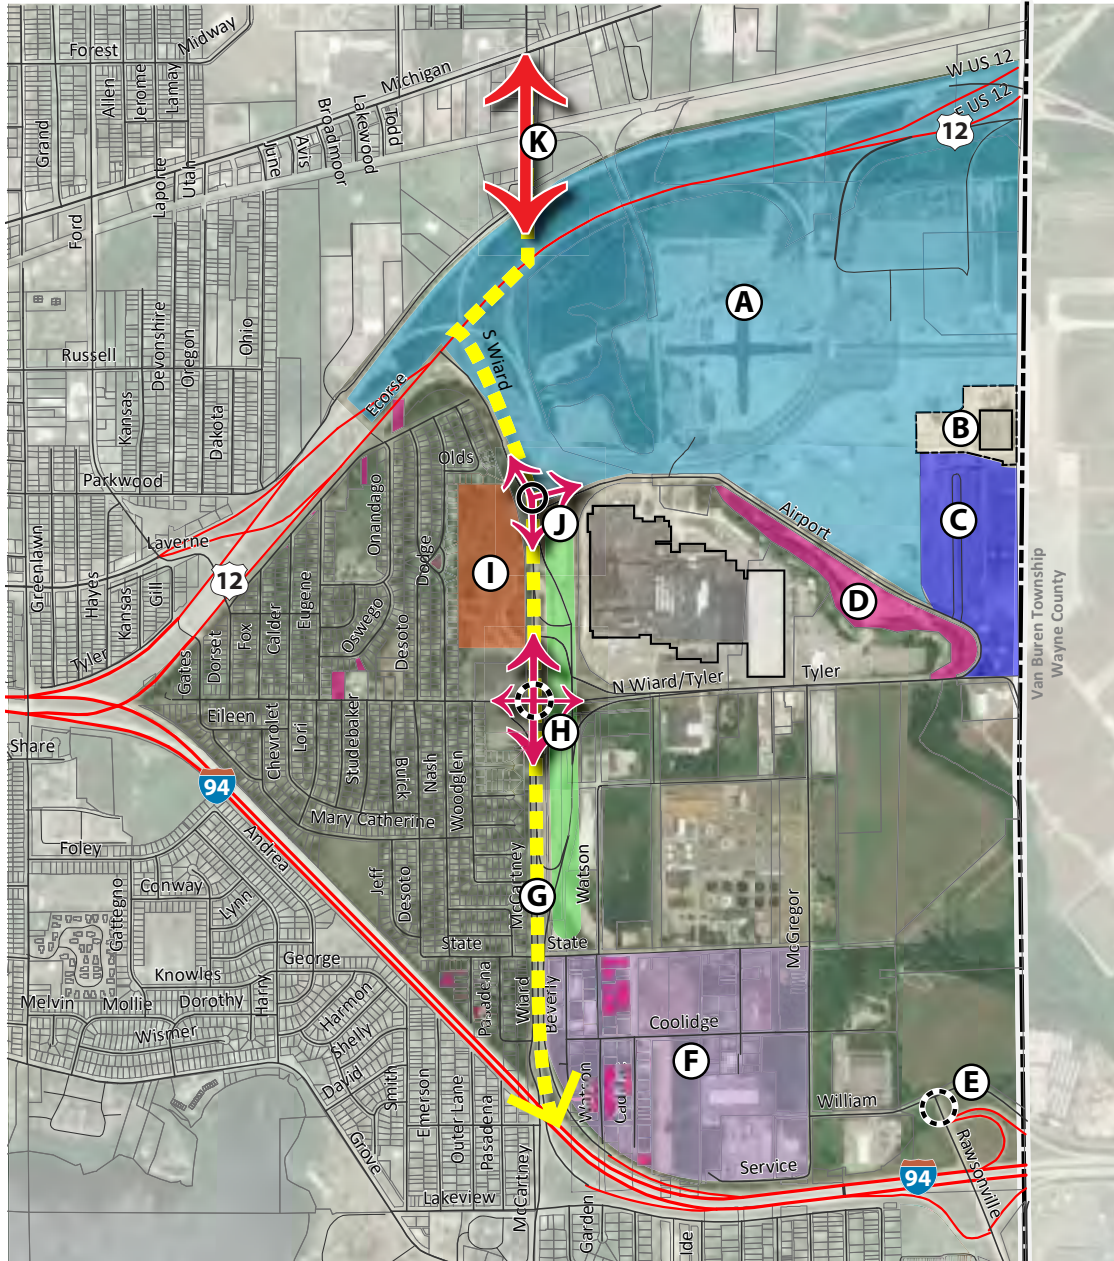 Midway
Forest
Michigan
W US 12
E US 12
12
Allen
Jerome
Lamay
Grand
Todd
Lakewood
Broadmoor
Avis
June
K
Utah
Laporte
Ford
A
Devonshire
Oregon
Ohio
Russell
S Wiard
Ecorse
Kansas
Dakota
B
Olds
Parkwood
Onandago
J
Airport
C
Laverne
Greenlawn
Dodge
I
12
Hayes
Kansas
Gill
Eugene
Calder
Fox
Dorset
Oswego
Desoto
D
Van Buren Township
Wayne County
Tyler
Gates
N Wiard/Tyler
Tyler
Eileen
H
Share
Chevrolet
Lori
Studebaker
Buick
Nash
Woodglen
94
Mary Catherine
Andrea
Foley
Jeff
Desoto
McCartney
Watson
Conway
Lynn
Gattegno
G
McGregor
State
State
George
Knowles
Harry
Pasadena
Wiard
Beverly
Melvin
Mollie
Dorothy
Harmon
Wismer
Shelly
Coolidge
F
David
Smith
E
Emerson
Outer Lane
Pasadena
Watson
William
Grove
McCartney
Rawsonville
Service
94
Lakeview
Garden
Ide